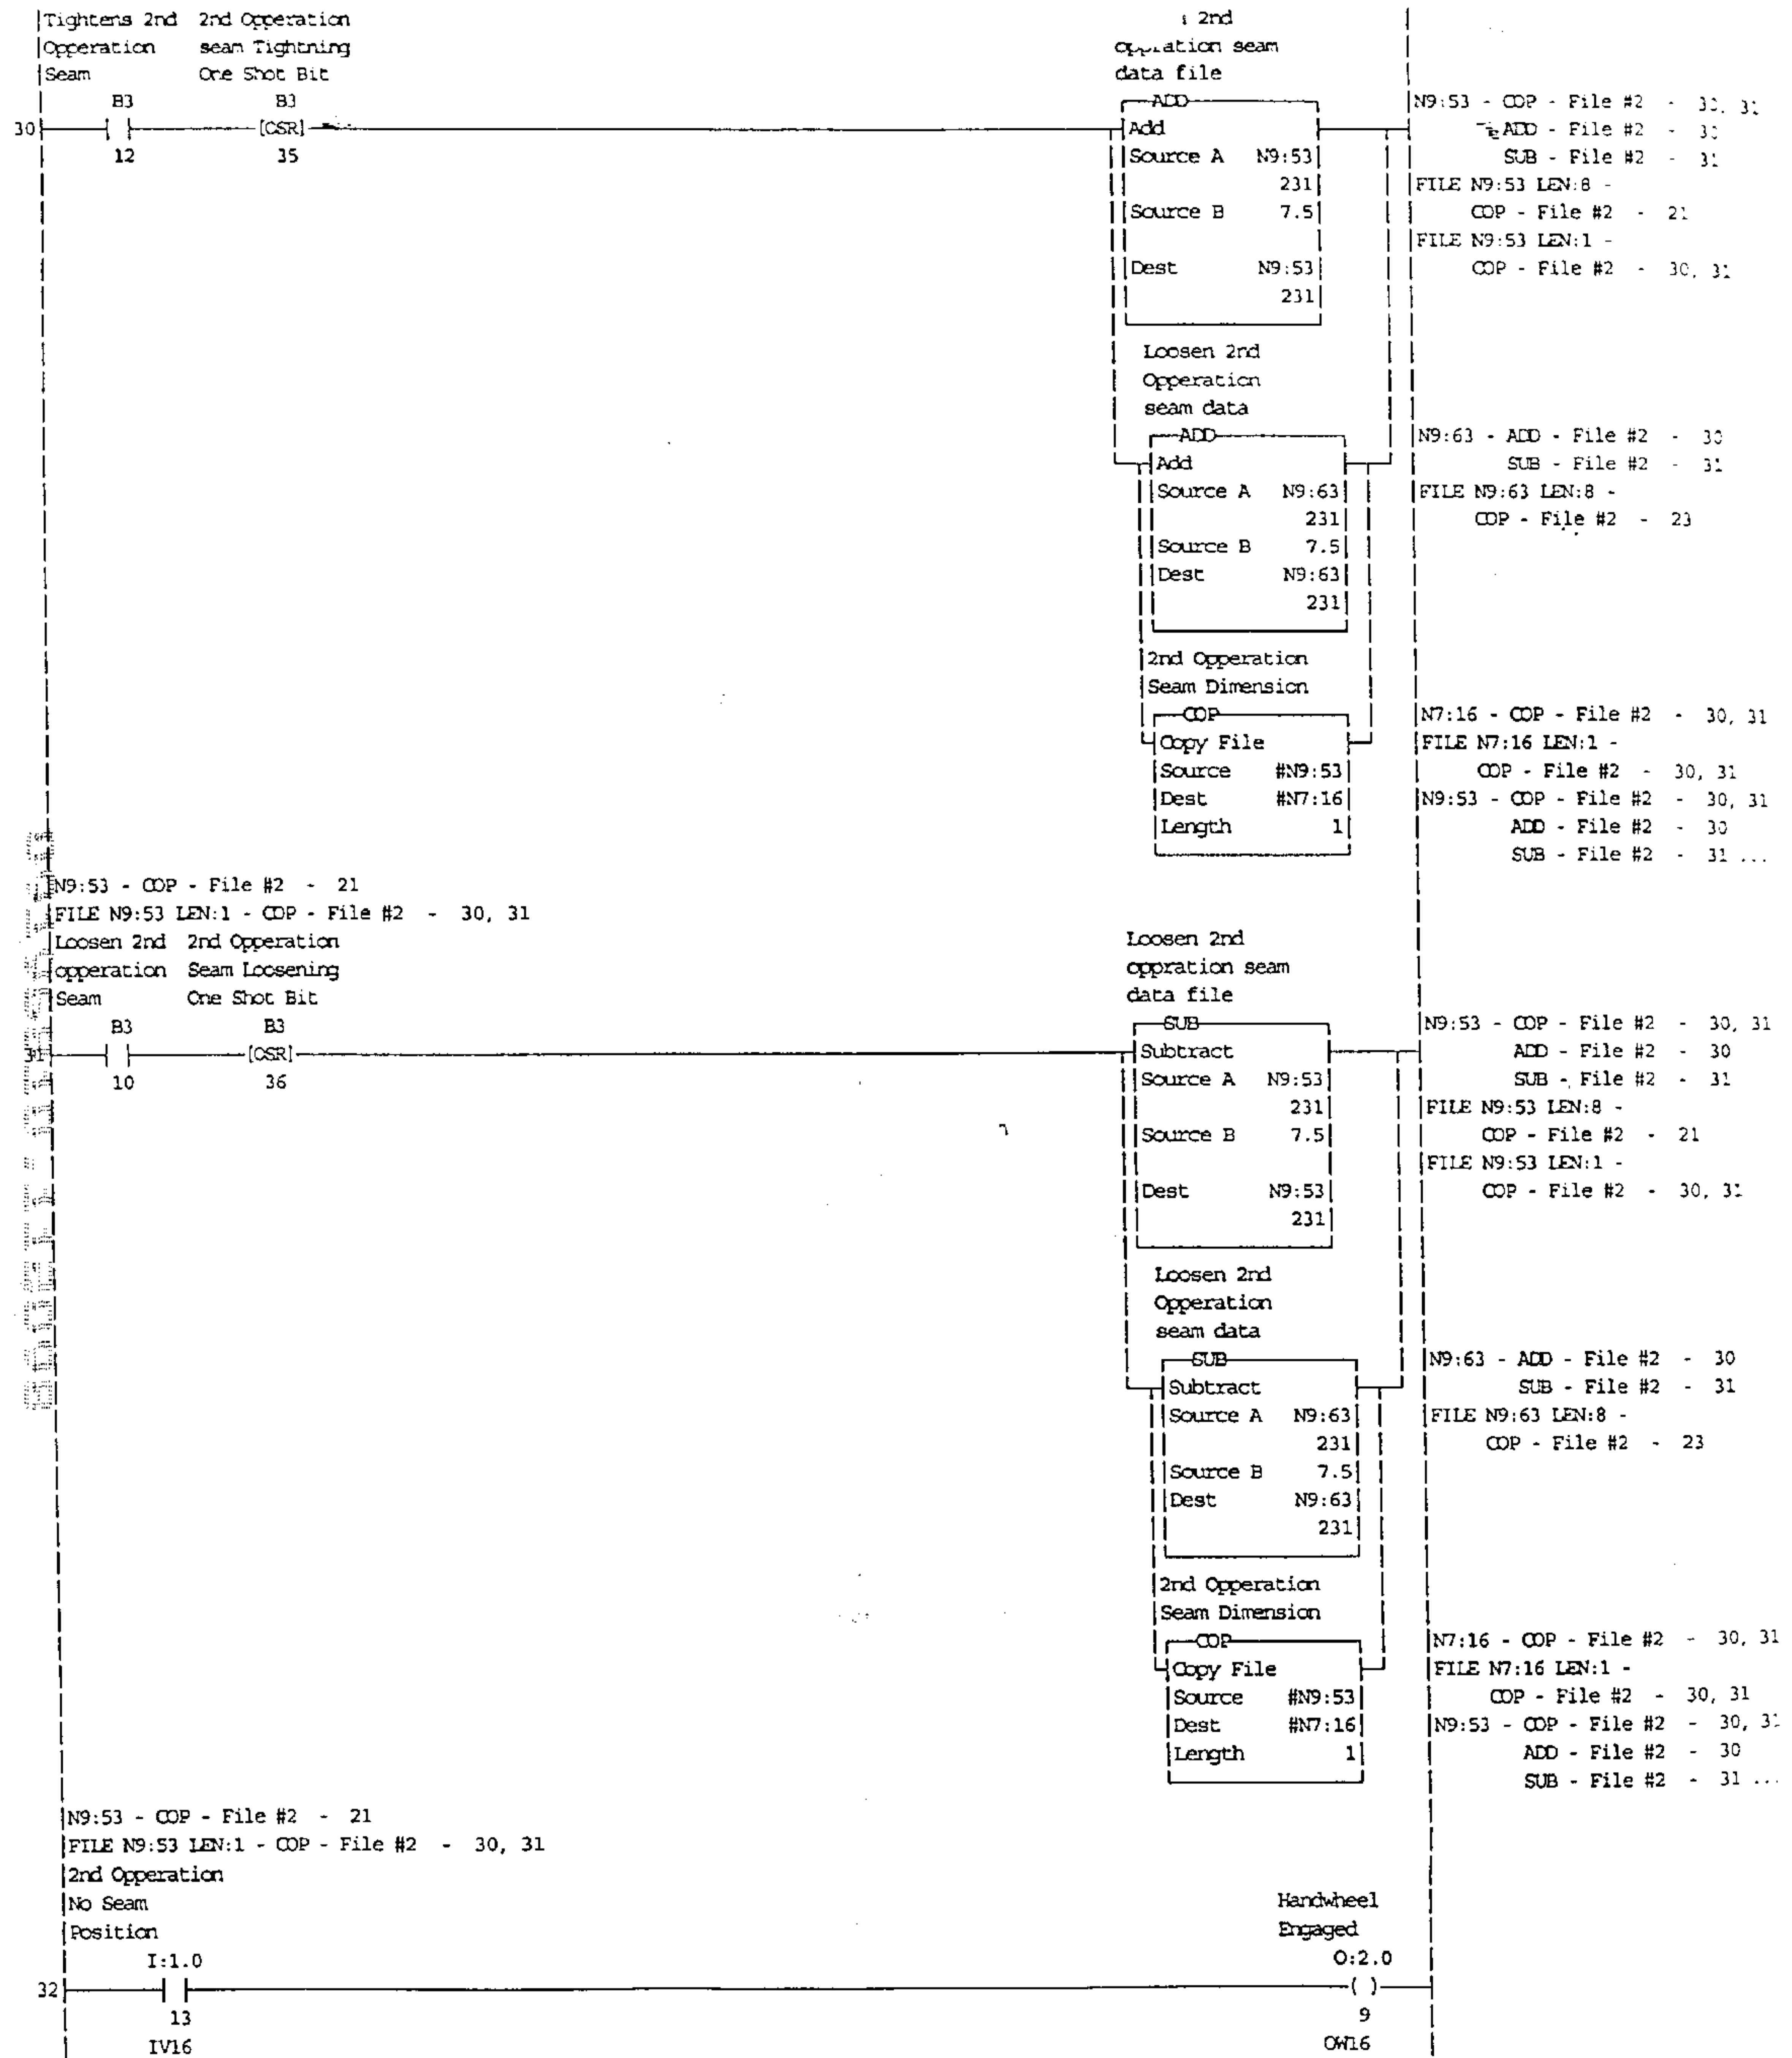 Tightens 2nd 2nd Opperation
Opperation seam Tightning
Seam One Shot Bit
B3 B3
30 [OSR]
12 35
2nd
oppration seam
data file
ADD
Add
Source A N9:53
231
Source B 7.5
Dest N9:53
231
N9:53 - COP - File #2 - 30, 31
ADD - File #2 - 30
SUB - File #2 - 31
FILE N9:53 LEN:8 -
COP - File #2 - 21
FILE N9:53 LEN:1 -
COP - File #2 - 30, 31
Loosen 2nd
Opperation
seam data
ADD
Add
Source A N9:63
231
Source B 7.5
Dest N9:63
231
N9:63 - ADD - File #2 - 30
SUB - File #2 - 31
FILE N9:63 LEN:8 -
COP - File #2 - 23
2nd Opperation
Seam Dimension
COP
Copy File
Source #N9:53
Dest #N7:16
Length 1
N7:16 - COP - File #2 - 30, 31
FILE N7:16 LEN:1 -
COP - File #2 - 30, 31
N9:53 - COP - File #2 - 30, 31
ADD - File #2 - 30
SUB - File #2 - 31 ...
N9:53 - COP - File #2 - 21
FILE N9:53 LEN:1 - COP - File #2 - 30, 31
Loosen 2nd 2nd Opperation
opperation Seam Loosening
Seam One Shot Bit
B3 B3
31 [OSR]
10 36
Loosen 2nd
oppration seam
data file
SUB
Subtract
Source A N9:53
231
Source B 7.5
Dest N9:53
231
N9:53 - COP - File #2 - 30, 31
ADD - File #2 - 30
SUB - File #2 - 31
FILE N9:53 LEN:8 -
COP - File #2 - 21
FILE N9:53 LEN:1 -
COP - File #2 - 30, 31
Loosen 2nd
Opperation
seam data
SUB
Subtract
Source A N9:63
231
Source B 7.5
Dest N9:63
231
N9:63 - ADD - File #2 - 30
SUB - File #2 - 31
FILE N9:63 LEN:8 -
COP - File #2 - 23
2nd Opperation
Seam Dimension
COP
Copy File
Source #N9:53
Dest #N7:16
Length 1
N7:16 - COP - File #2 - 30, 31
FILE N7:16 LEN:1 -
COP - File #2 - 30, 31
N9:53 - COP - File #2 - 30, 31
ADD - File #2 - 30
SUB - File #2 - 31 ...
N9:53 - COP - File #2 - 21
FILE N9:53 LEN:1 - COP - File #2 - 30, 31
2nd Opperation
No Seam
Position
I:1.0
32
13
IV16
Handwheel
Engaged
O:2.0
( )
9
OW16